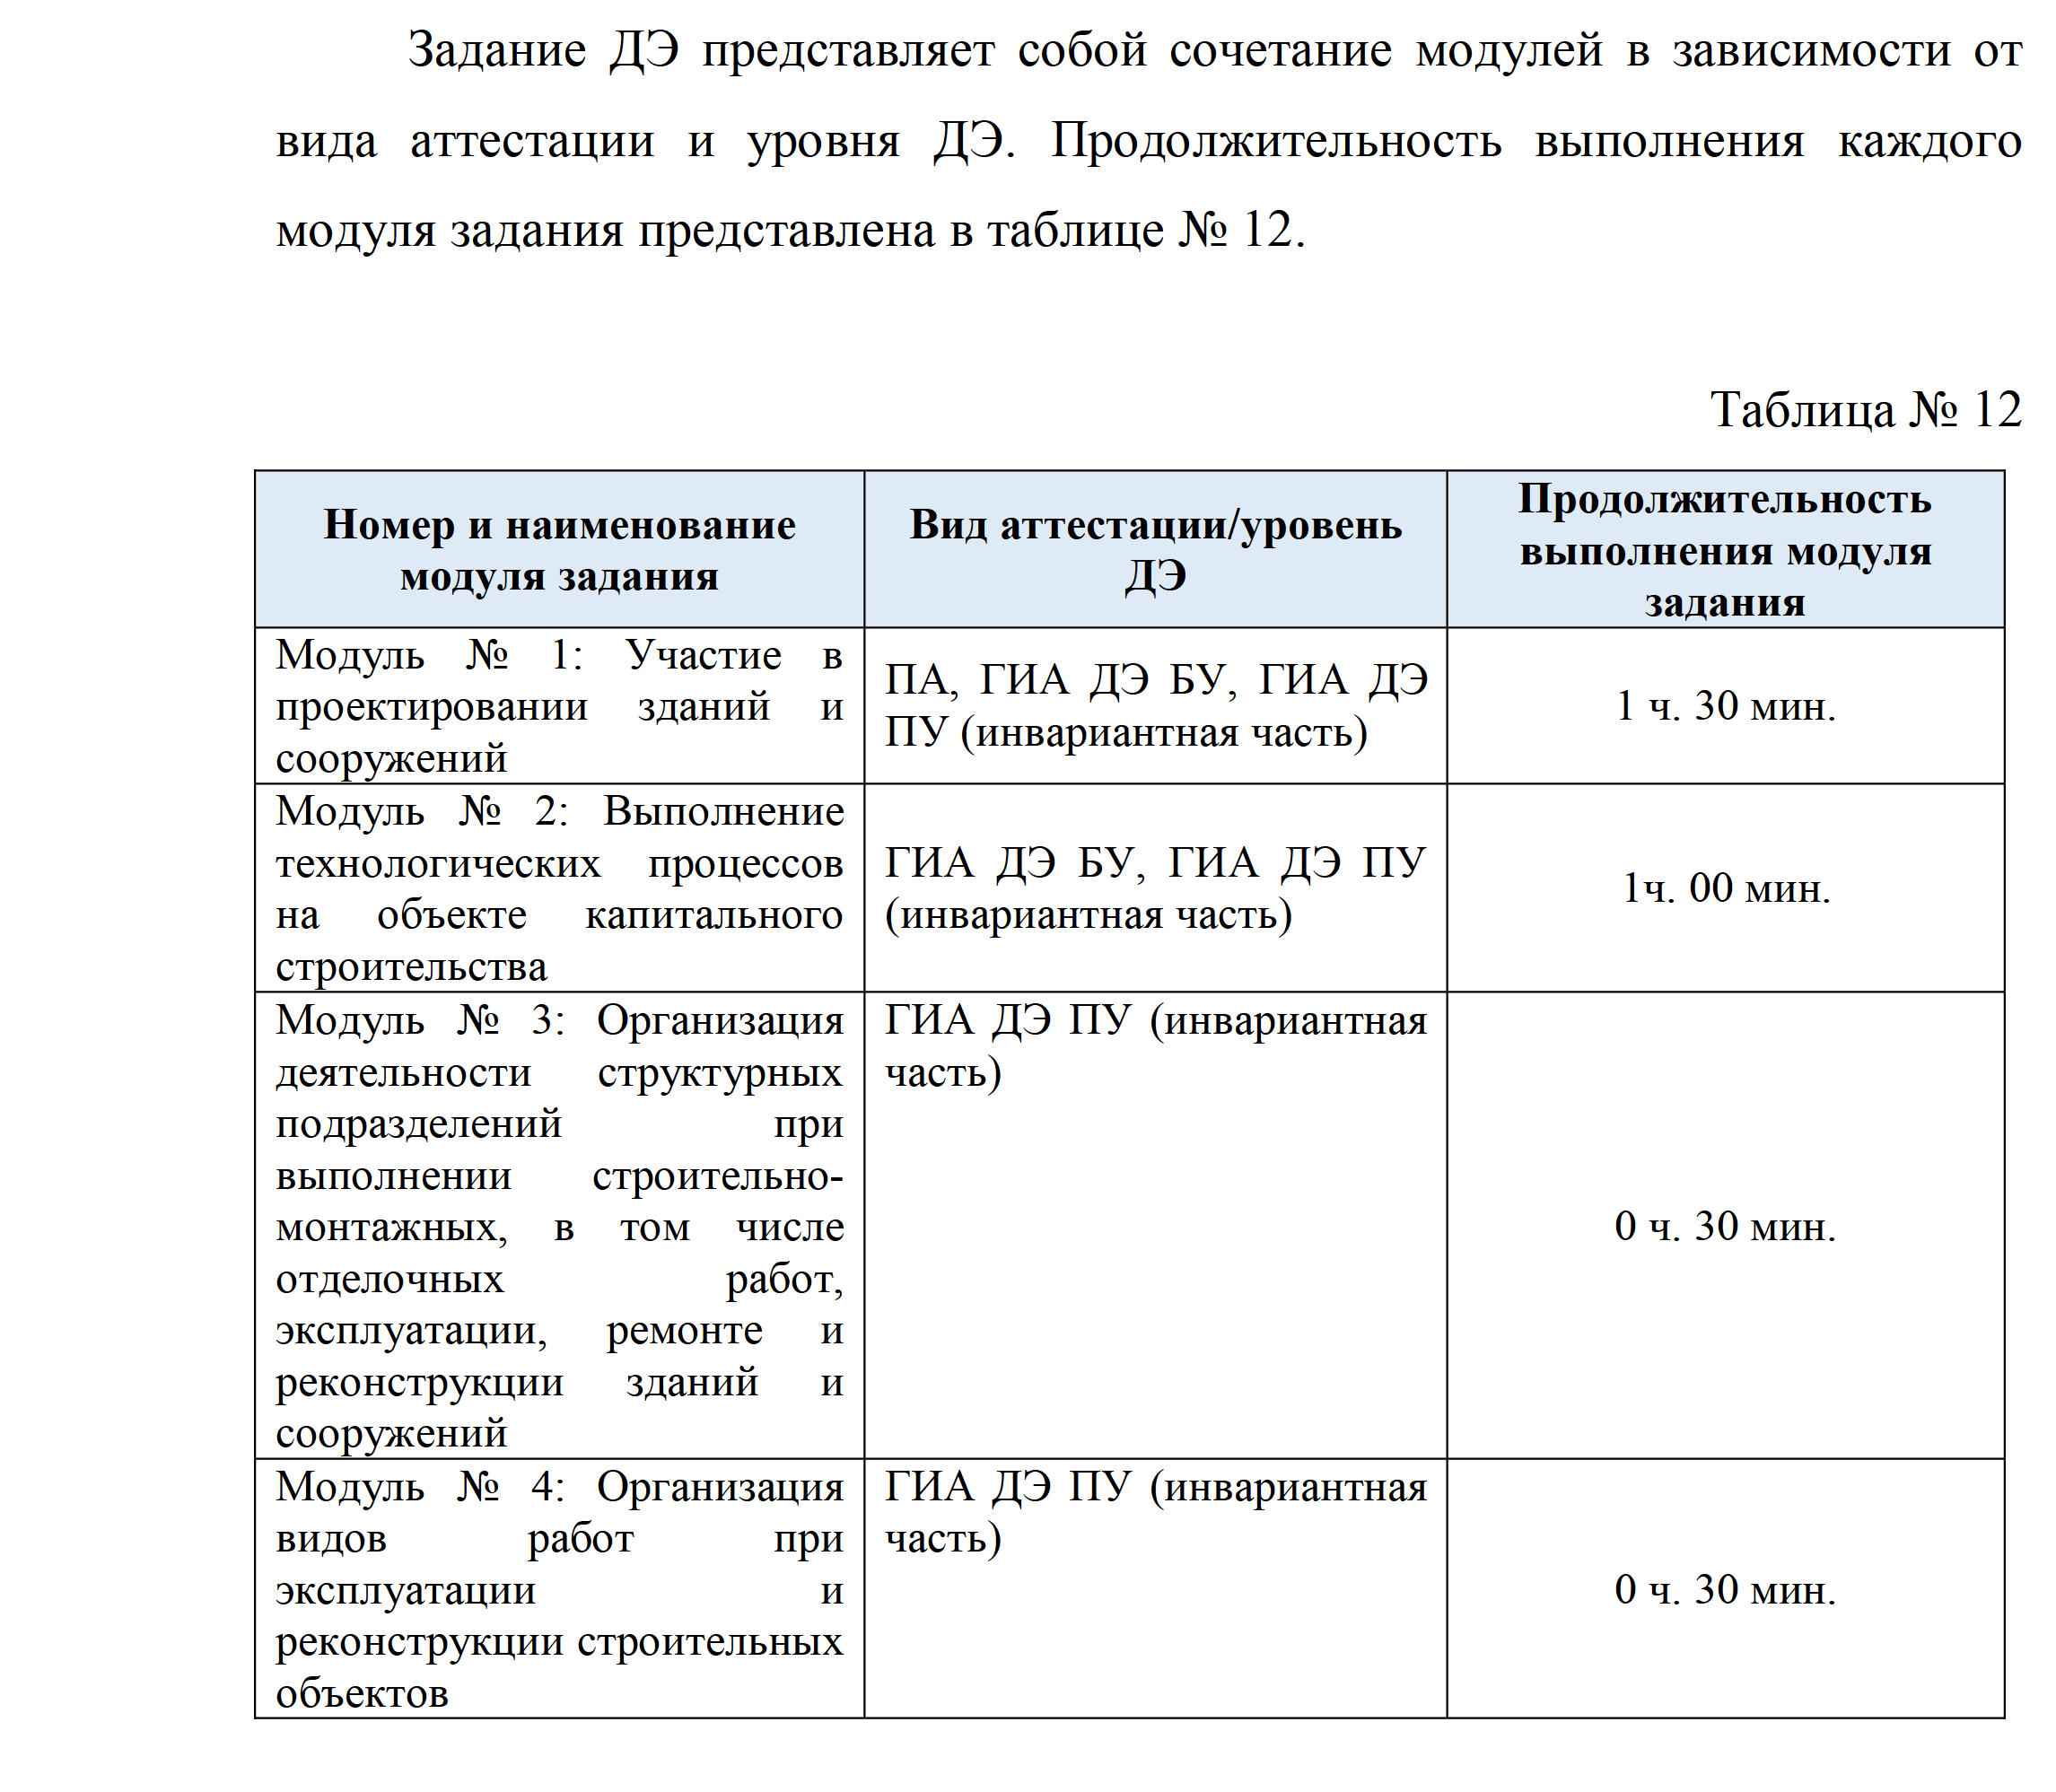 Задание ДЭ представляет собой сочетание модулей в зависимости от
вида аттестации и уровня ДЭ. Продолжительность выполнения каждого
модуля задания представлена в таблице № 12.
Таблица № 12
Номер и наименование
модуля задания
Вид аттестации/уровень
ДЭ
Продолжительность
выполнения модуля
задания
Модуль № 1: Участие в
проектировании зданий и
сооружений
ПА, ГИА ДЭ БУ, ГИА ДЭ
ПУ (инвариантная часть)
1 ч. 30 мин.
Модуль № 2: Выполнение
технологических процессов
на объекте капитального
строительства
ГИА ДЭ БУ, ГИА ДЭ ПУ
(инвариантная часть)
1ч. 00 мин.
Модуль № 3: Организация
деятельности структурных
подразделений при
выполнении строительно-
монтажных, в том числе
отделочных работ,
эксплуатации, ремонте и
реконструкции зданий и
сооружений
ГИА ДЭ ПУ (инвариантная
часть)
0 ч. 30 мин.
Модуль № 4: Организация
видов работ при
эксплуатации и
реконструкции строительных
объектов
ГИА ДЭ ПУ (инвариантная
часть)
0 ч. 30 мин.